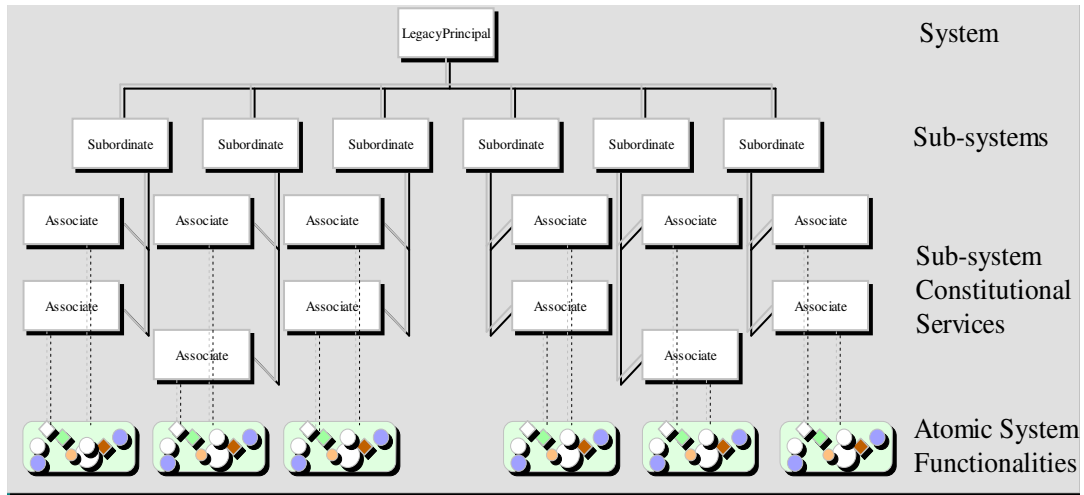 LegacyPrincipal
System
Subordinate
Subordinate
Subordinate
Subordinate
Subordinate
Subordinate
Sub-systems
Associate
Associate
Associate
Associate
Associate
Associate
Associate
Associate
Associate
Associate
Associate
Associate
Sub-system
Constitutional
Services
Atomic System
Functionalities